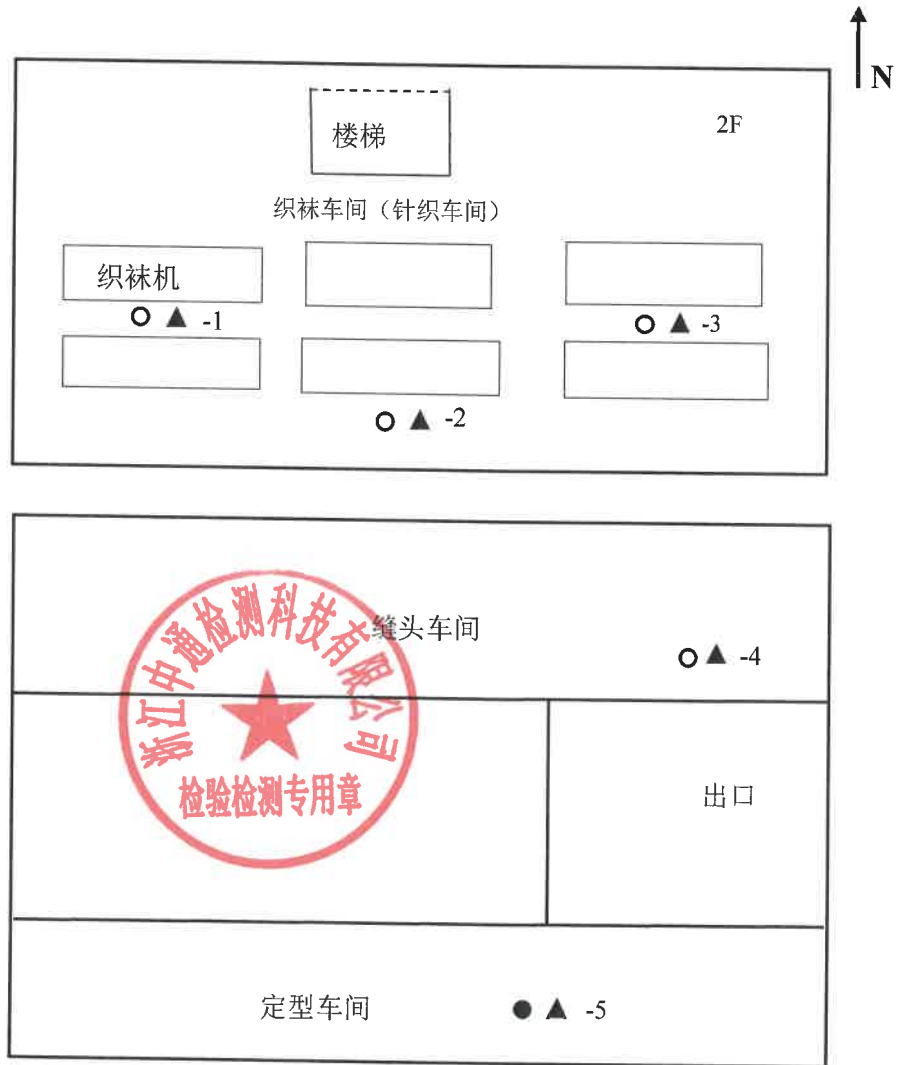 N
2F
楼梯
织袜车间（针织车间）
织袜机
○ ▲ -1
○ ▲ -3
○ ▲ -2
缝头车间
○ ▲ -4
浙江中通检测科技有限公司
检验检测专用章
出口
定型车间
● ▲ -5